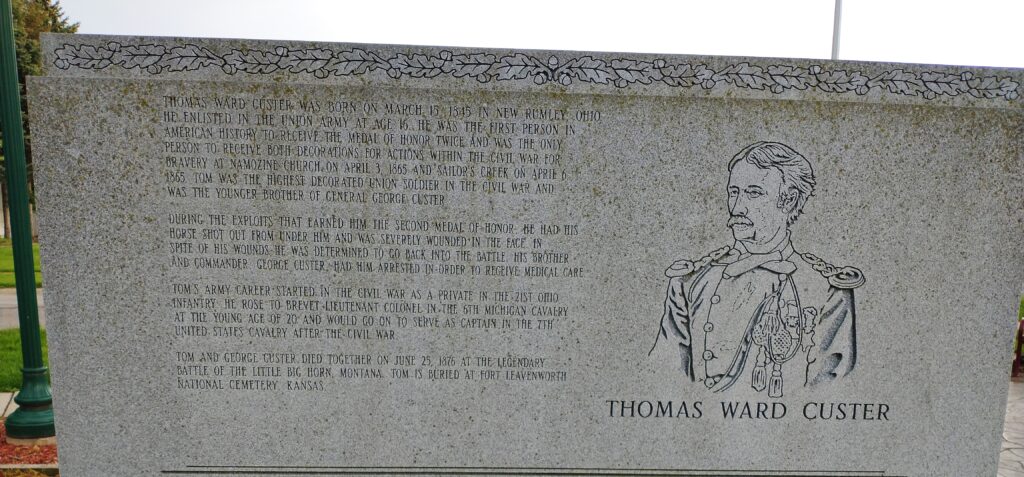 THOMAS WARD CUSTER WAS BORN ON MARCH 15, 1845 IN NEW RUMLEY, OHIO.
HE ENLISTED IN THE UNION ARMY AT AGE 16. HE WAS THE FIRST PERSON IN
AMERICAN HISTORY TO RECEIVE THE MEDAL OF HONOR TWICE AND WAS THE ONLY
PERSON TO RECEIVE BOTH DECORATIONS FOR ACTIONS WITHIN THE CIVIL WAR FOR
BRAVERY AT NAMOZINE CHURCH ON APRIL 3, 1865 AND SAILOR'S CREEK ON APRIL 6,
1865. TOM WAS THE HIGHEST DECORATED UNION SOLDIER IN THE CIVIL WAR AND
WAS THE YOUNGER BROTHER OF GENERAL GEORGE CUSTER.
DURING THE EXPLOITS THAT EARNED HIM THE SECOND MEDAL OF HONOR, HE HAD HIS
HORSE SHOT OUT FROM UNDER HIM AND WAS SEVERELY WOUNDED IN THE FACE. IN
SPITE OF HIS WOUNDS HE WAS DETERMINED TO GO BACK INTO THE BATTLE. HIS BROTHER
AND COMMANDER, GEORGE CUSTER, HAD HIM ARRESTED IN ORDER TO RECEIVE MEDICAL CARE.
TOM'S ARMY CAREER STARTED IN THE CIVIL WAR AS A PRIVATE IN THE 21ST OHIO
INFANTRY. HE ROSE TO BREVET LIEUTENANT COLONEL IN THE 6TH MICHIGAN CAVALRY
AT THE YOUNG AGE OF 20 AND WOULD GO ON TO SERVE AS CAPTAIN IN THE 7TH
UNITED STATES CAVALRY AFTER THE CIVIL WAR.
TOM AND GEORGE CUSTER DIED TOGETHER ON JUNE 25, 1876 AT THE LEGENDARY
BATTLE OF THE LITTLE BIG HORN, MONTANA. TOM IS BURIED AT FORT LEAVENWORTH
NATIONAL CEMETERY, KANSAS.
THOMAS WARD CUSTER